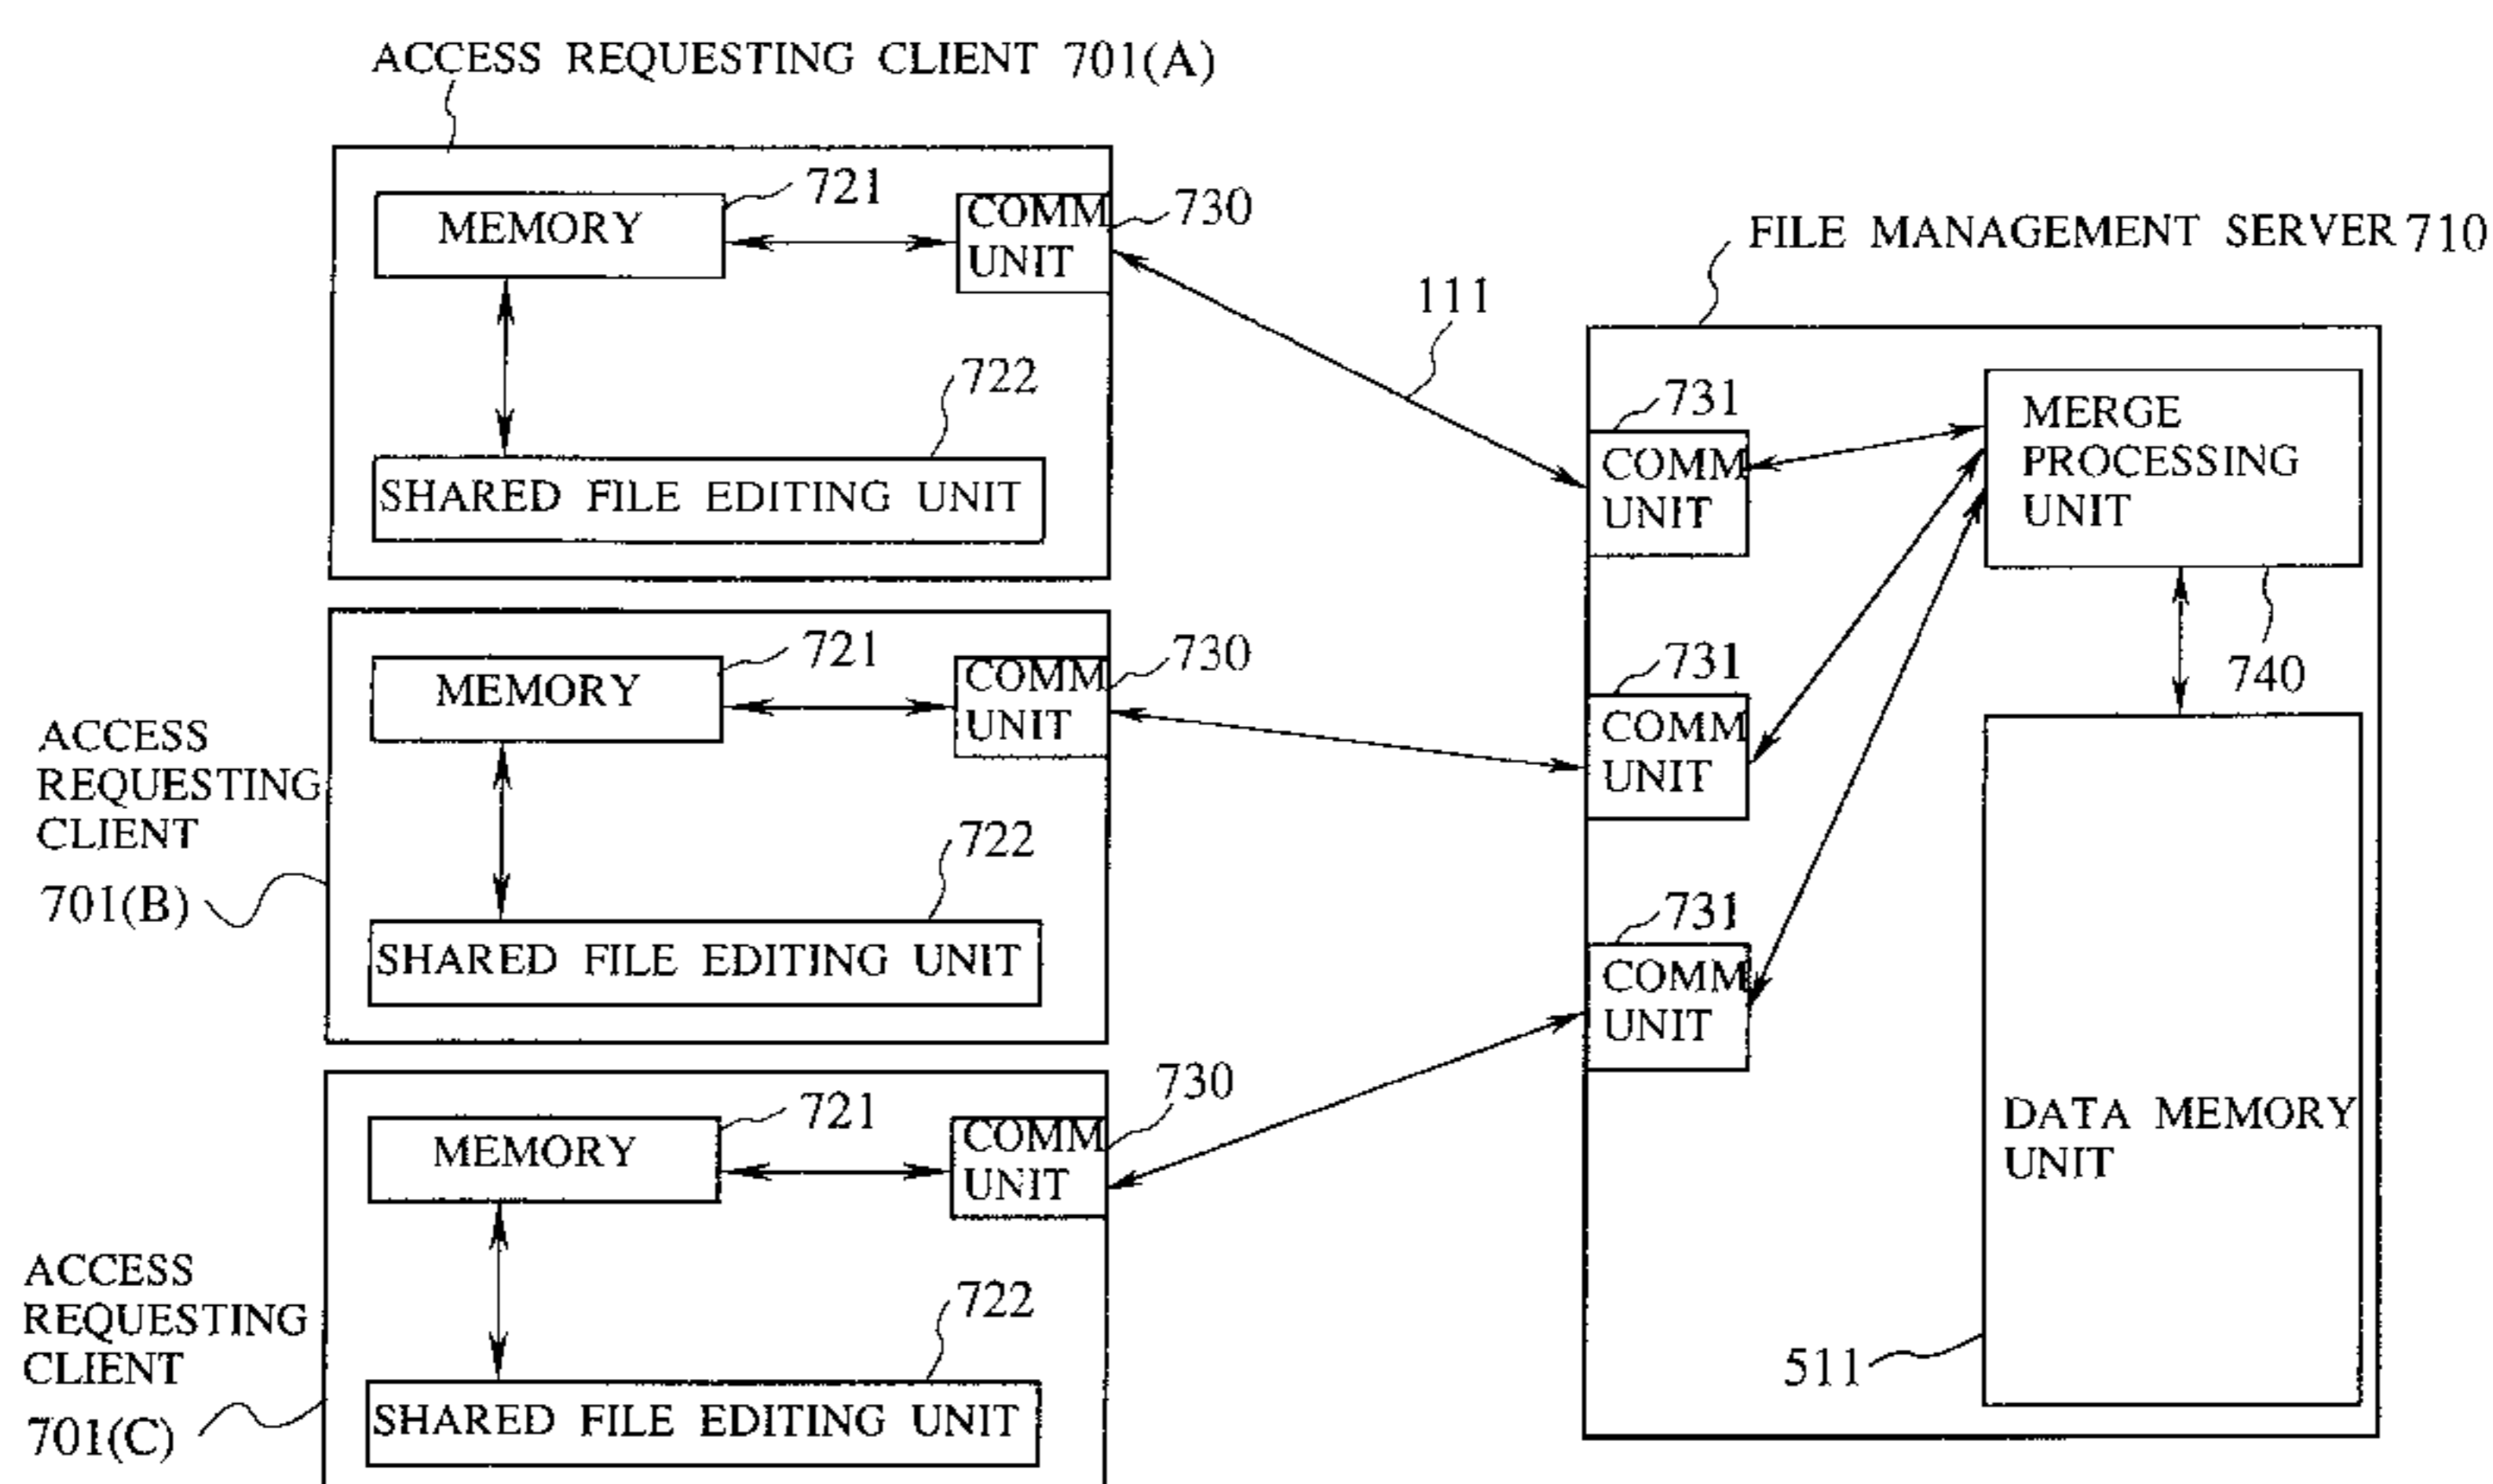 ACCESS REQUESTING CLIENT 701(A)
721
MEMORY
COMM
UNIT
730
722
SHARED FILE EDITING UNIT
111
ACCESS
REQUESTING
CLIENT
701(B)
721
MEMORY
COMM
UNIT
730
722
SHARED FILE EDITING UNIT
ACCESS
REQUESTING
CLIENT
701(C)
721
MEMORY
COMM
UNIT
730
722
SHARED FILE EDITING UNIT
FILE MANAGEMENT SERVER 710
731
COMM
UNIT
731
COMM
UNIT
731
COMM
UNIT
MERGE
PROCESSING
UNIT
740
DATA MEMORY
UNIT
511